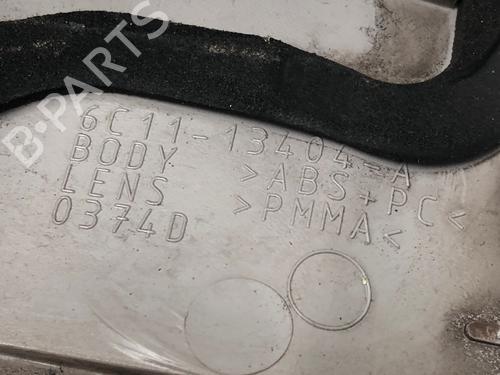 B-PARTS
6C11-13404-A
BODY >ABS+PC<
LENS >PMMA<
0374D